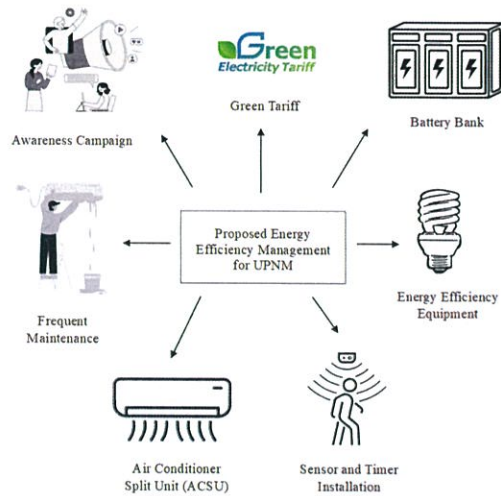 Green
Electricity Tariff
Green Tariff
Battery Bank
Awareness Campaign
Proposed Energy
Efficiency Management
for UPNM
Frequent
Maintenance
Energy Efficiency
Equipment
Air Conditioner
Split Unit (ACSU)
Sensor and Timer
Installation